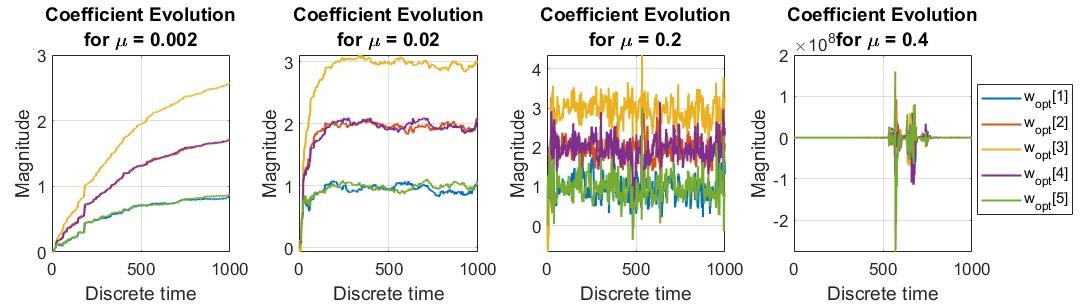 Coefficient Evolution
for μ = 0.002
Magnitude
3
2
1
0
0
500
1000
Discrete time
Coefficient Evolution
for μ = 0.02
Magnitude
3
2
1
0
0
500
1000
Discrete time
Coefficient Evolution
for μ = 0.2
Magnitude
4
3
2
1
0
0
500
1000
Discrete time
Coefficient Evolution
×10⁸for μ = 0.4
Magnitude
2
1
0
-1
-2
0
500
1000
Discrete time
w_opt[1]
w_opt[2]
w_opt[3]
w_opt[4]
w_opt[5]